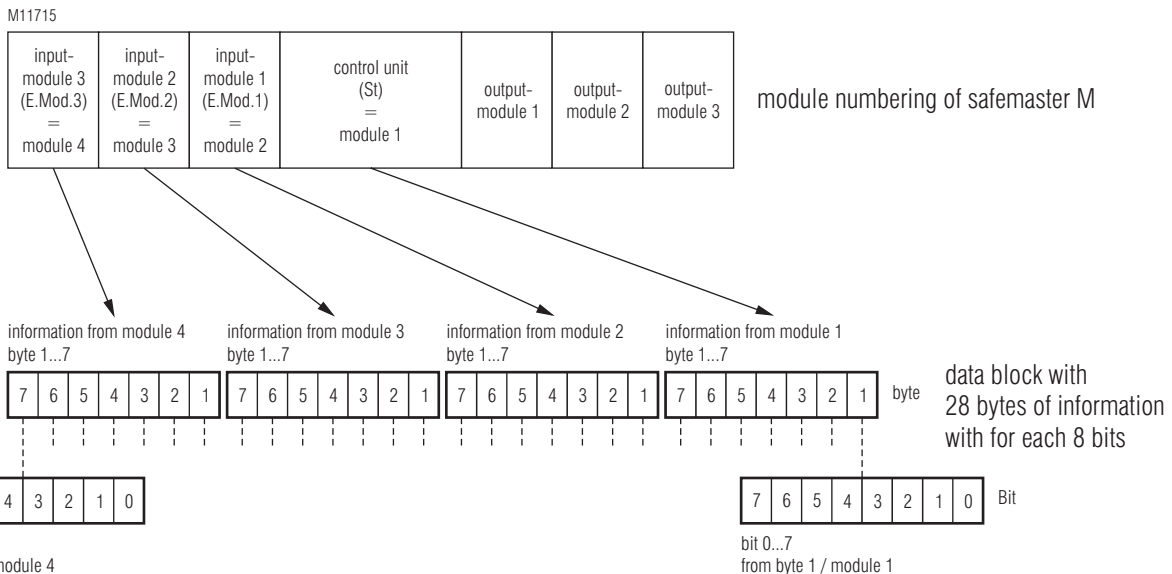 M11715
input-
module 3
(E.Mod.3)
=
module 4
input-
module 2
(E.Mod.2)
=
module 3
input-
module 1
(E.Mod.1)
=
module 2
control unit
(St)
=
module 1
output-
module 1
output-
module 2
output-
module 3
module numbering of safemaster M
information from module 4
byte 1...7
information from module 3
byte 1...7
information from module 2
byte 1...7
information from module 1
byte 1...7
7 6 5 4 3 2 1
7 6 5 4 3 2 1
7 6 5 4 3 2 1
7 6 5 4 3 2 1
byte
data block with
28 bytes of information
with for each 8 bits
4 3 2 1 0
7 6 5 4 3 2 1 0
Bit
module 4
bit 0...7
from byte 1 / module 1